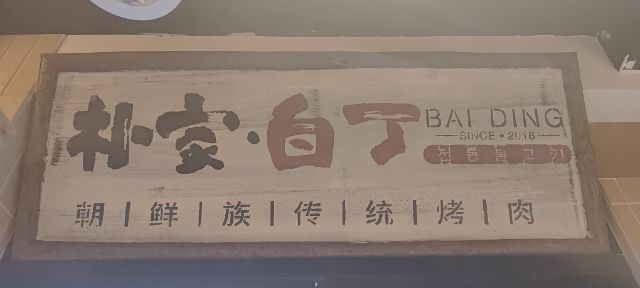 朴家·白丁
BAI DING
SINCE·2016
전통불고기
朝|鲜|族|传|统|烤|肉